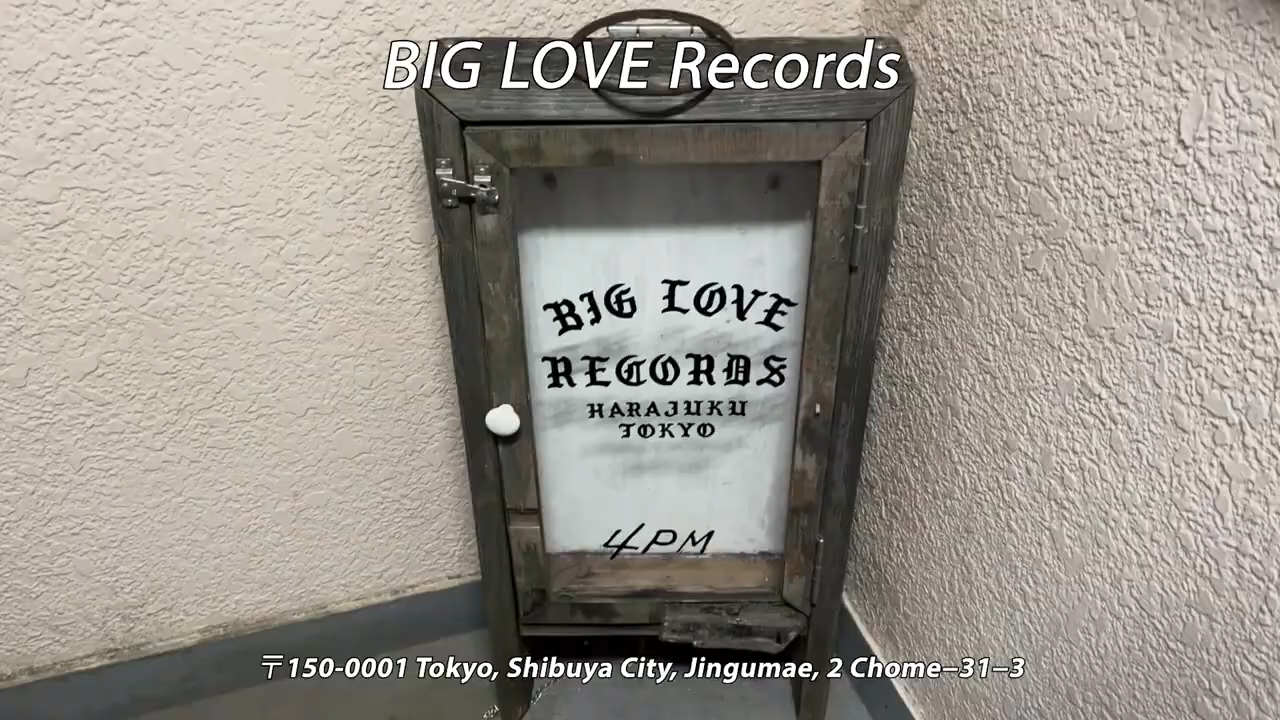 BIG LOVE Records
BIG LOVE
RECORDS
HARAJUKU
TOKYO
4PM
〒150-0001 Tokyo, Shibuya City, Jingumae, 2 Chome−31−3